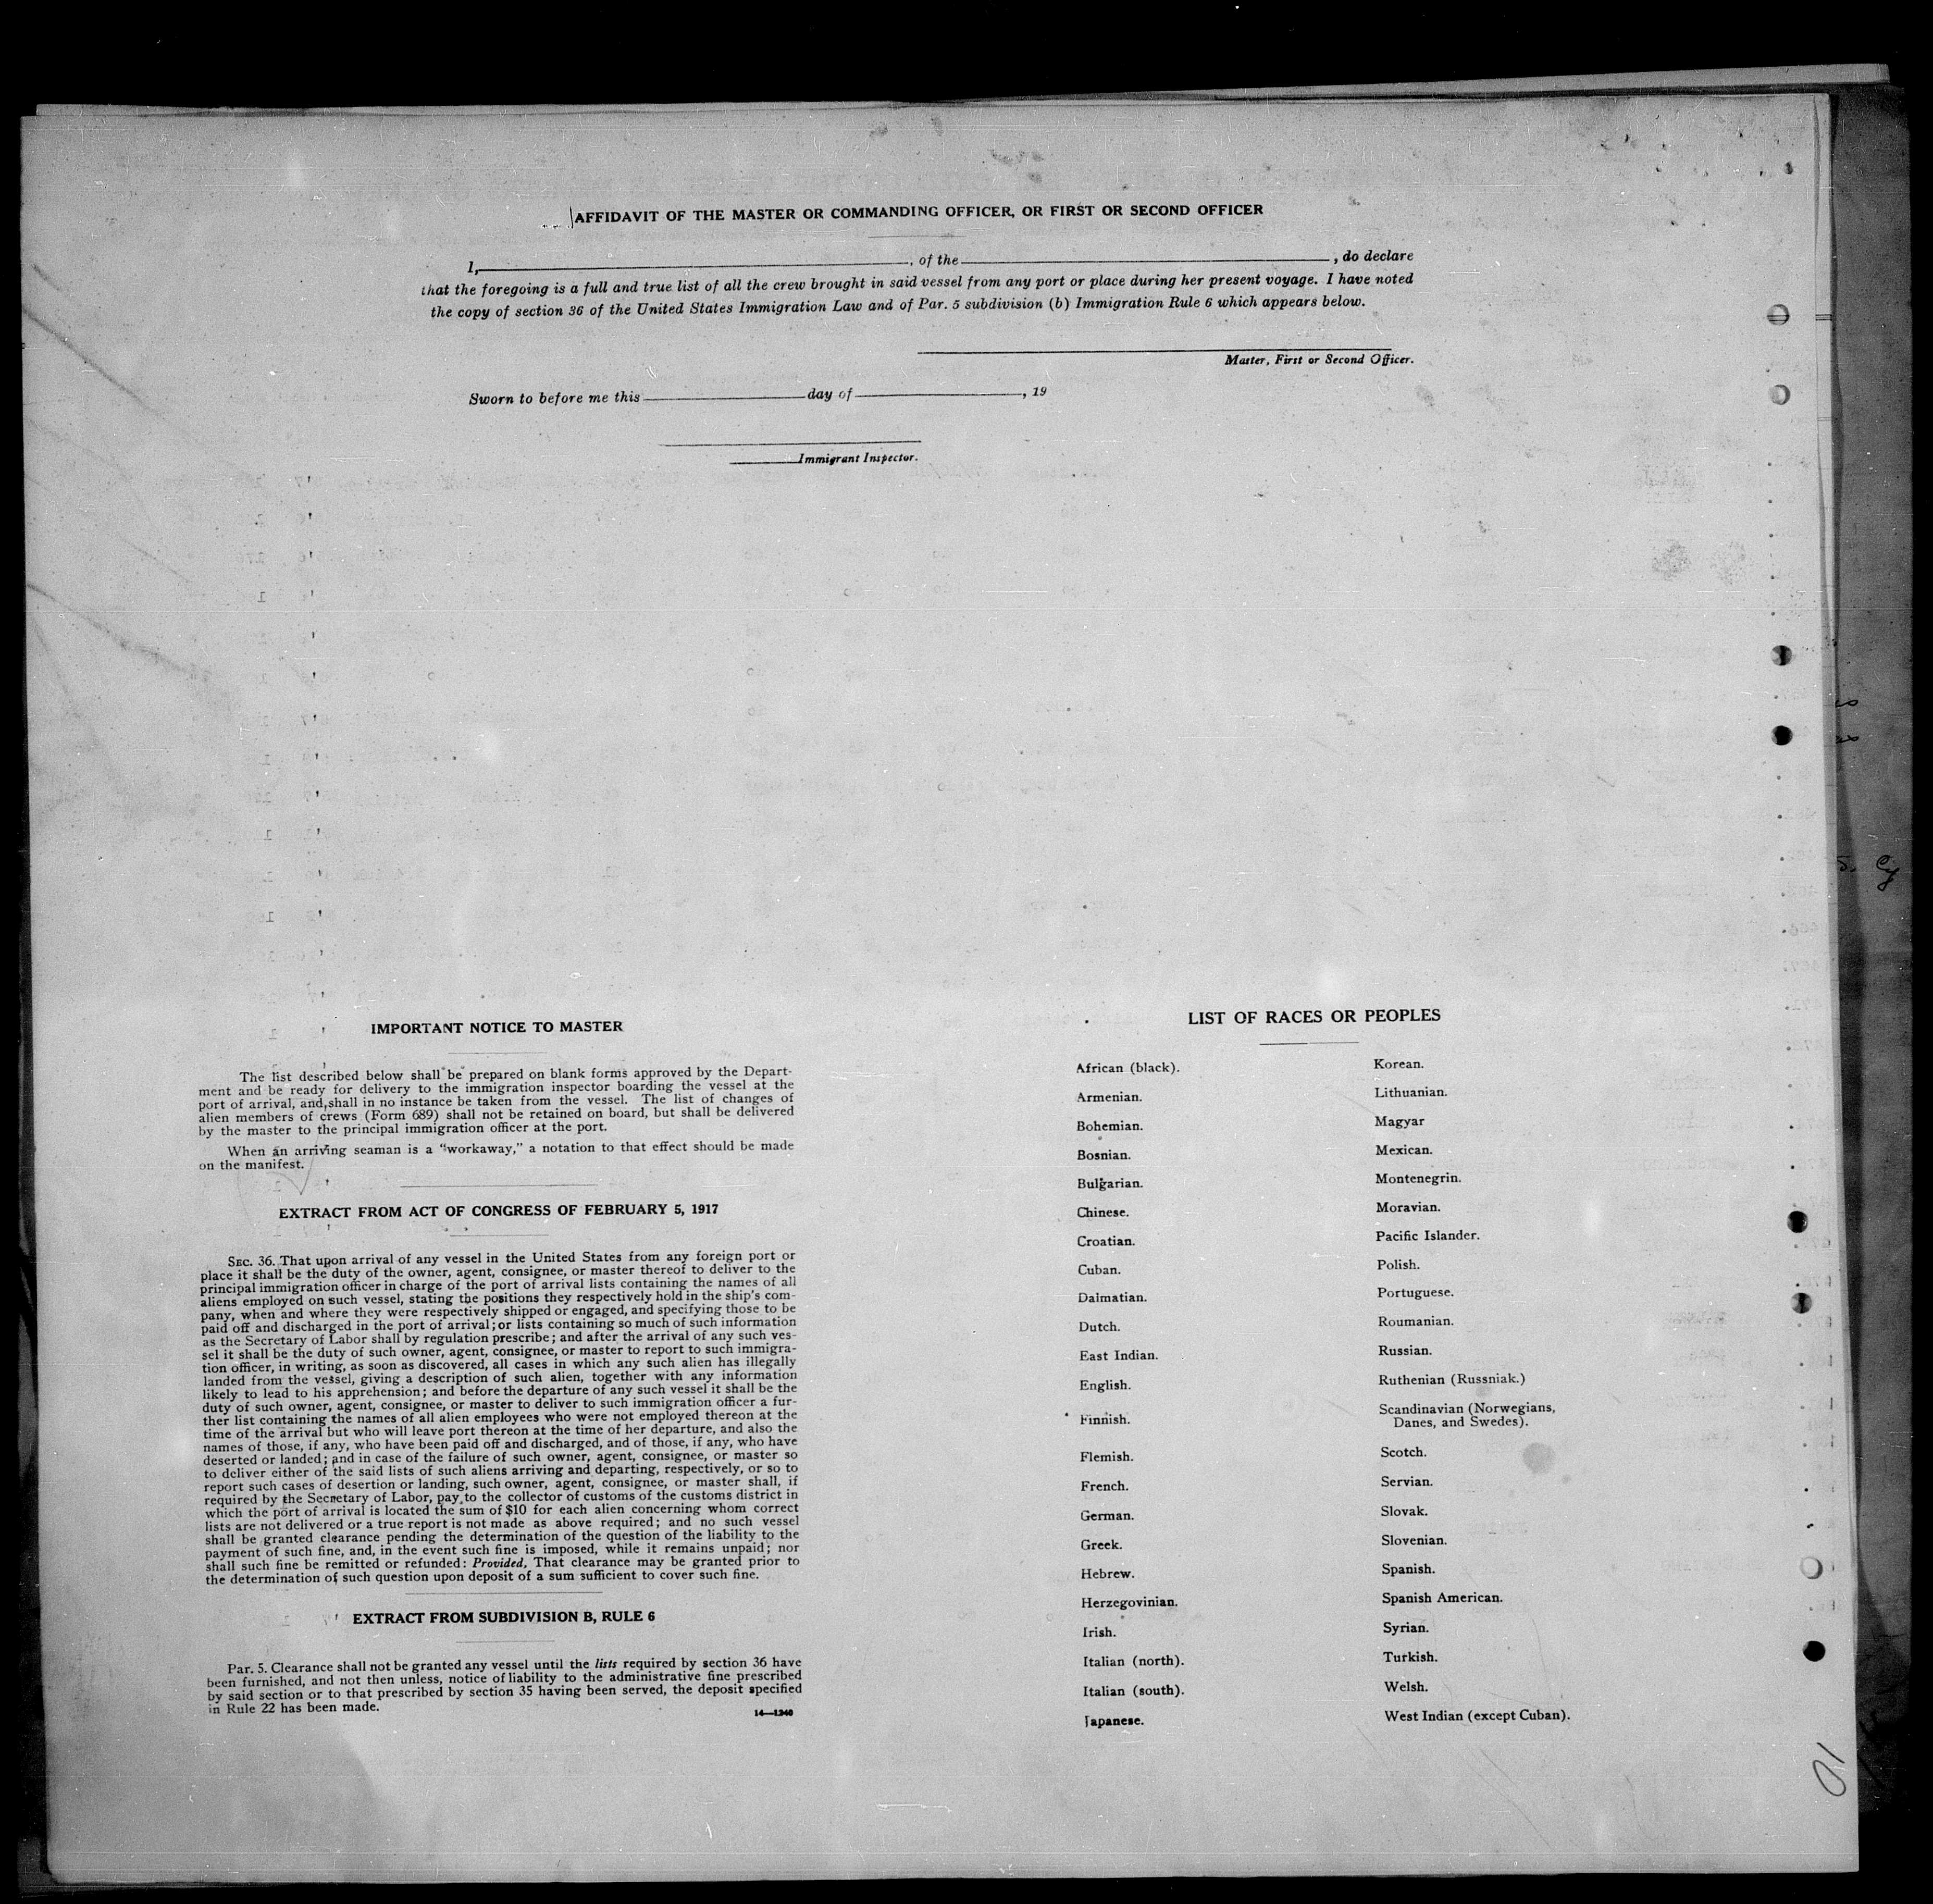 AFFIDAVIT OF THE MASTER OR COMMANDING OFFICER, OR FIRST OR SECOND OFFICER
I, , of the , do declare
that the foregoing is a full and true list of all the crew brought in said vessel from any port or place during her present voyage. I have noted
the copy of section 36 of the United States Immigration Law and of Par. 5 subdivision (b) Immigration Rule 6 which appears below.
Master, First or Second Officer.
Sworn to before me this day of , 19
Immigrant Inspector.
IMPORTANT NOTICE TO MASTER
The list described below shall be prepared on blank forms approved by the Depart-
ment and be ready for delivery to the immigration inspector boarding the vessel at the
port of arrival, and shall in no instance be taken from the vessel. The list of changes of
alien members of crews (Form 689) shall not be retained on board, but shall be delivered
by the master to the principal immigration officer at the port.
When an arriving seaman is a "workaway," a notation to that effect should be made
on the manifest.
EXTRACT FROM ACT OF CONGRESS OF FEBRUARY 5, 1917
SEC. 36. That upon arrival of any vessel in the United States from any foreign port or
place it shall be the duty of the owner, agent, consignee, or master thereof to deliver to the
principal immigration officer in charge of the port of arrival lists containing the names of all
aliens employed on such vessel, stating the positions they respectively hold in the ship's com-
pany, when and where they were respectively shipped or engaged, and specifying those to be
paid off and discharged in the port of arrival; or lists containing so much of such information
as the Secretary of Labor shall by regulation prescribe; and after the arrival of any such ves-
sel it shall be the duty of such owner, agent, consignee, or master to report to such immigra-
tion officer, in writing, as soon as discovered, all cases in which any such alien has illegally
landed from the vessel, giving a description of such alien, together with any information
likely to lead to his apprehension; and before the departure of any such vessel it shall be the
duty of such owner, agent, consignee, or master to deliver to such immigration officer a fur-
ther list containing the names of all alien employees who were not employed thereon at the
time of the arrival but who will leave port thereon at the time of her departure, and also the
names of those, if any, who have been paid off and discharged, and of those, if any, who have
deserted or landed; and in case of the failure of such owner, agent, consignee, or master so
to deliver either of the said lists of such aliens arriving and departing, respectively, or so to
report such cases of desertion or landing, such owner, agent, consignee, or master shall, if
required by the Secretary of Labor, pay to the collector of customs of the customs district in
which the port of arrival is located the sum of $10 for each alien concerning whom correct
lists are not delivered or a true report is not made as above required; and no such vessel
shall be granted clearance pending the determination of the question of the liability to the
payment of such fine, and, in the event such fine is imposed, while it remains unpaid; nor
shall such fine be remitted or refunded: Provided, That clearance may be granted prior to
the determination of such question upon deposit of a sum sufficient to cover such fine.
EXTRACT FROM SUBDIVISION B, RULE 6
Par. 5. Clearance shall not be granted any vessel until the lists required by section 36 have
been furnished, and not then unless, notice of liability to the administrative fine prescribed
by said section or to that prescribed by section 35 having been served, the deposit specified
in Rule 22 has been made.
14—1240
LIST OF RACES OR PEOPLES
African (black).
Armenian.
Bohemian.
Bosnian.
Bulgarian.
Chinese.
Croatian.
Cuban.
Dalmatian.
Dutch.
East Indian.
English.
Finnish.
Flemish.
French.
German.
Greek.
Hebrew.
Herzegovinian.
Irish.
Italian (north).
Italian (south).
Japanese.
Korean.
Lithuanian.
Magyar
Mexican.
Montenegrin.
Moravian.
Pacific Islander.
Polish.
Portuguese.
Roumanian.
Russian.
Ruthenian (Russniak.)
Scandinavian (Norwegians,
Danes, and Swedes).
Scotch.
Servian.
Slovak.
Slovenian.
Spanish.
Spanish American.
Syrian.
Turkish.
Welsh.
West Indian (except Cuban).
10